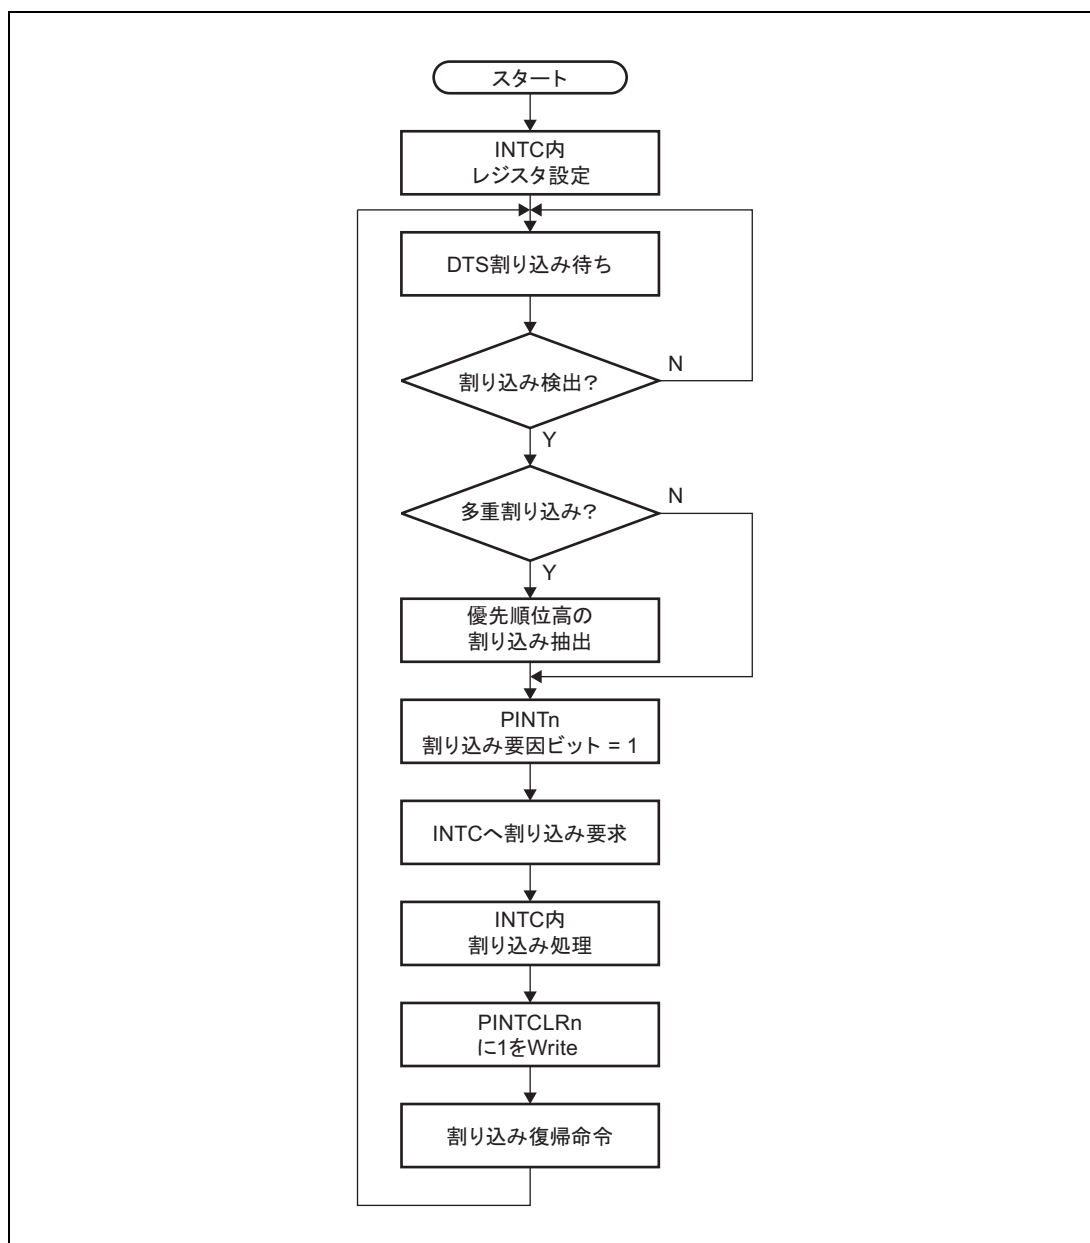 スタート
INTC内
レジスタ設定
DTS割り込み待ち
割り込み検出?
N
Y
多重割り込み?
N
Y
優先順位高の
割り込み抽出
PINTn
割り込み要因ビット = 1
INTCへ割り込み要求
INTC内
割り込み処理
PINTCLRn
に1をWrite
割り込み復帰命令